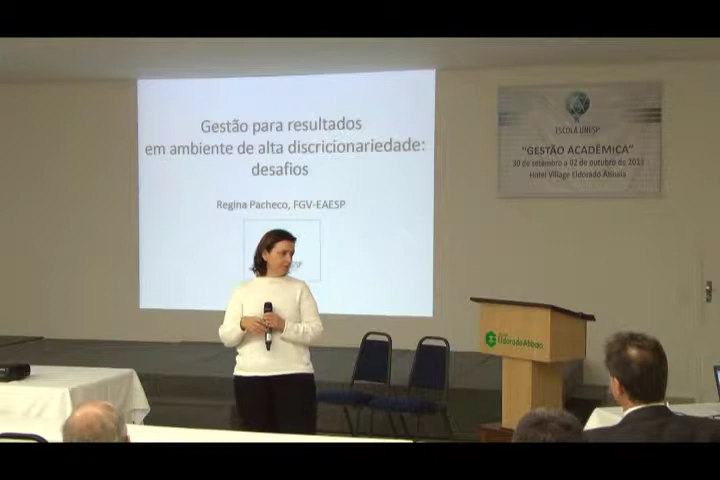 Gestão para resultados
em ambiente de alta discricionariedade:
desafios
Regina Pacheco, FGV-EAESP
ESCOLA UNESP
"GESTÃO ACADÊMICA"
30 de setembro a 02 de outubro de
Hotel Village Eldorado Atibaia
Eldorado Atibaia